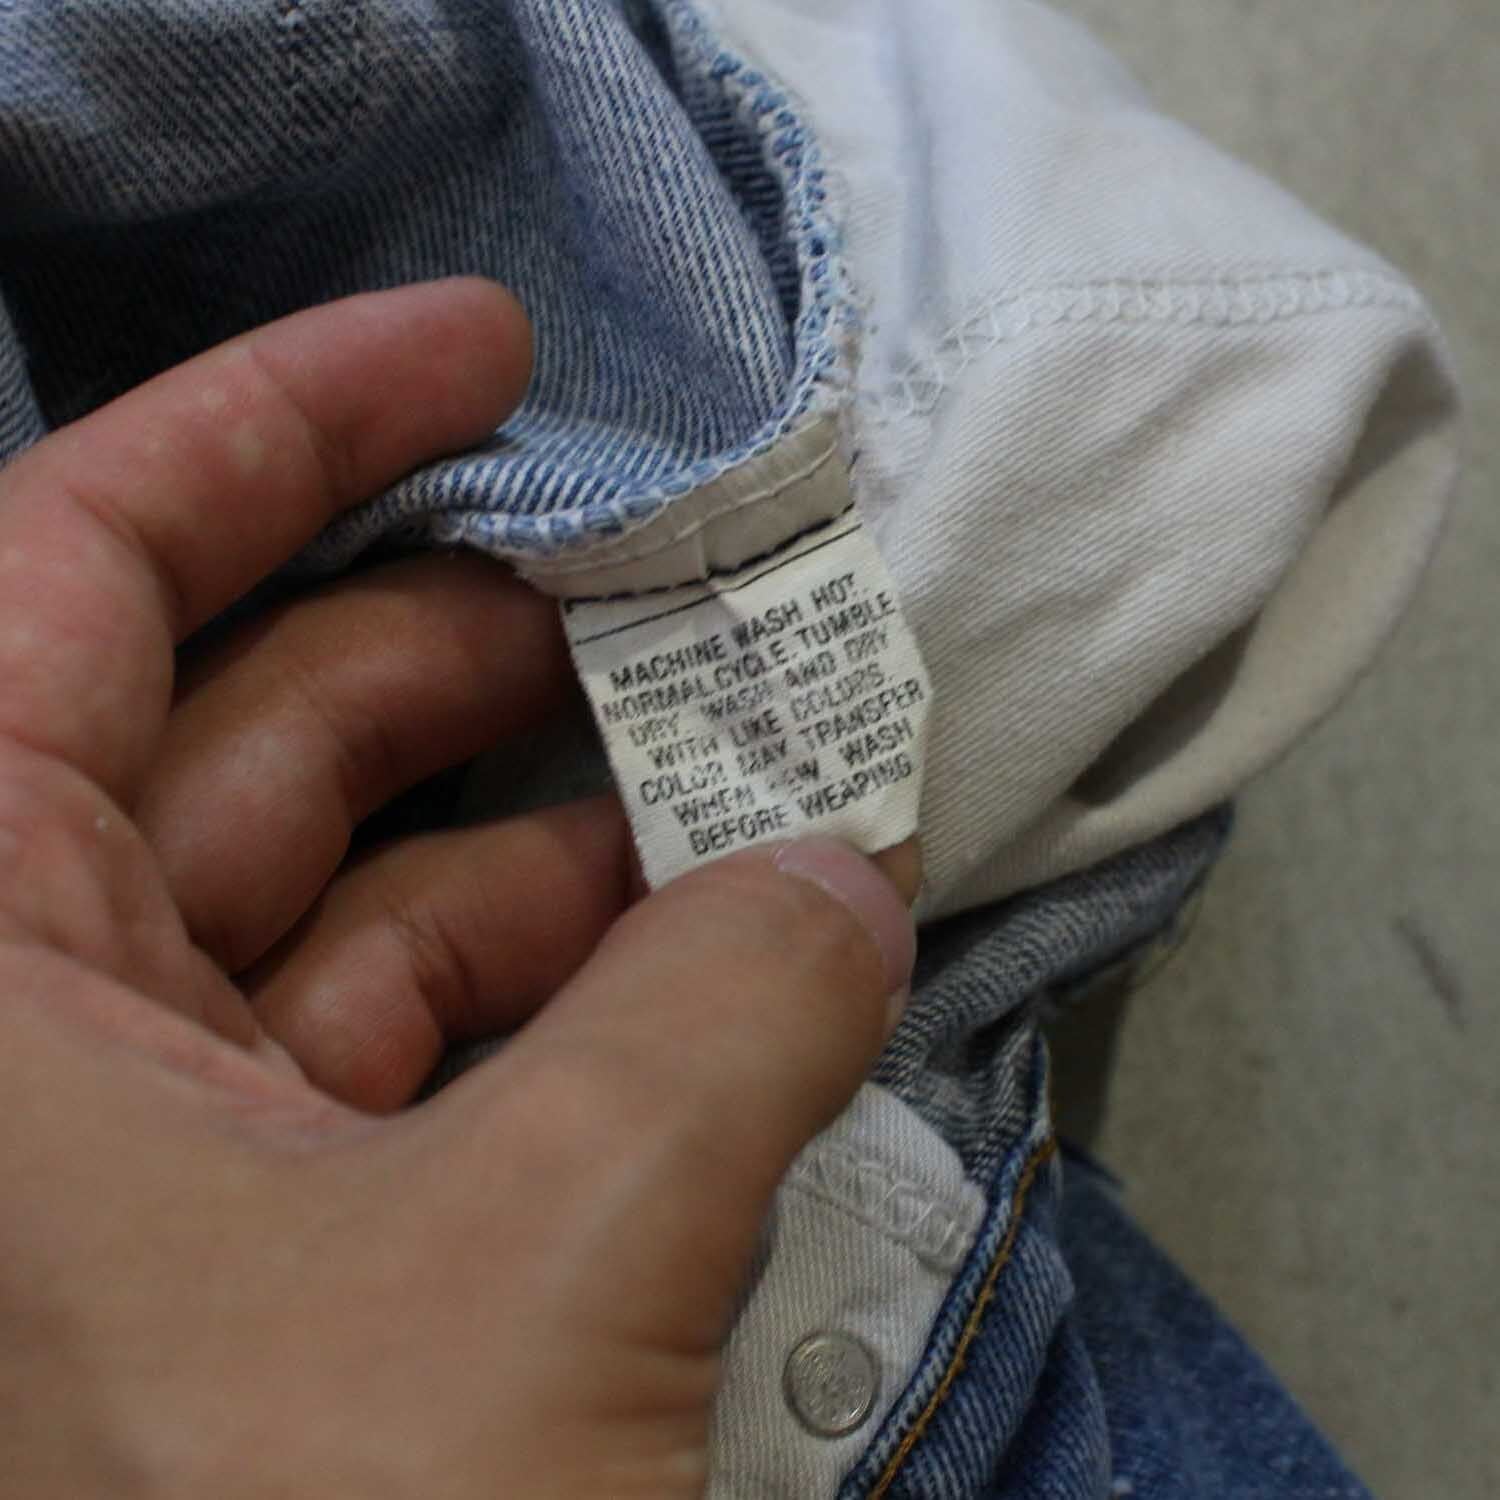 MACHINE WASH HOT.
NORMAL CYCLE. TUMBLE
DRY WASH AND DRY
WITH LIKE COLORS.
COLOR MAY TRANSFER
WHEN NEW. WASH
BEFORE WEARING